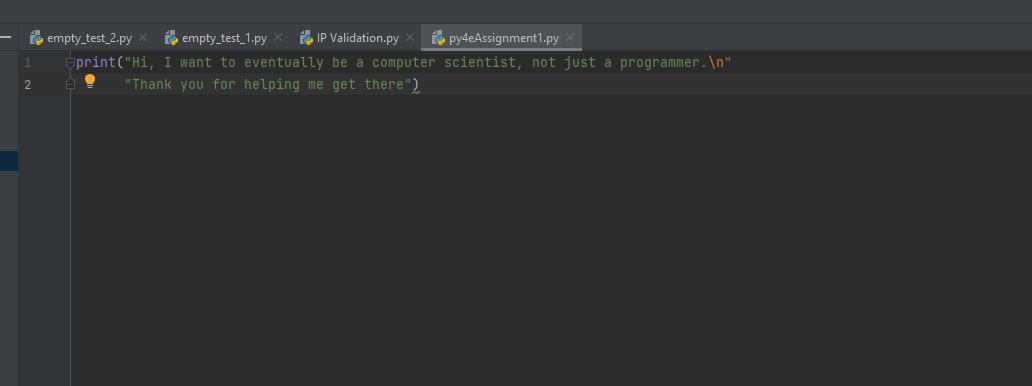 empty_test_2.py empty_test_1.py IP Validation.py py4eAssignment1.py
1 print("Hi, I want to eventually be a computer scientist, not just a programmer.\n"
2 "Thank you for helping me get there")